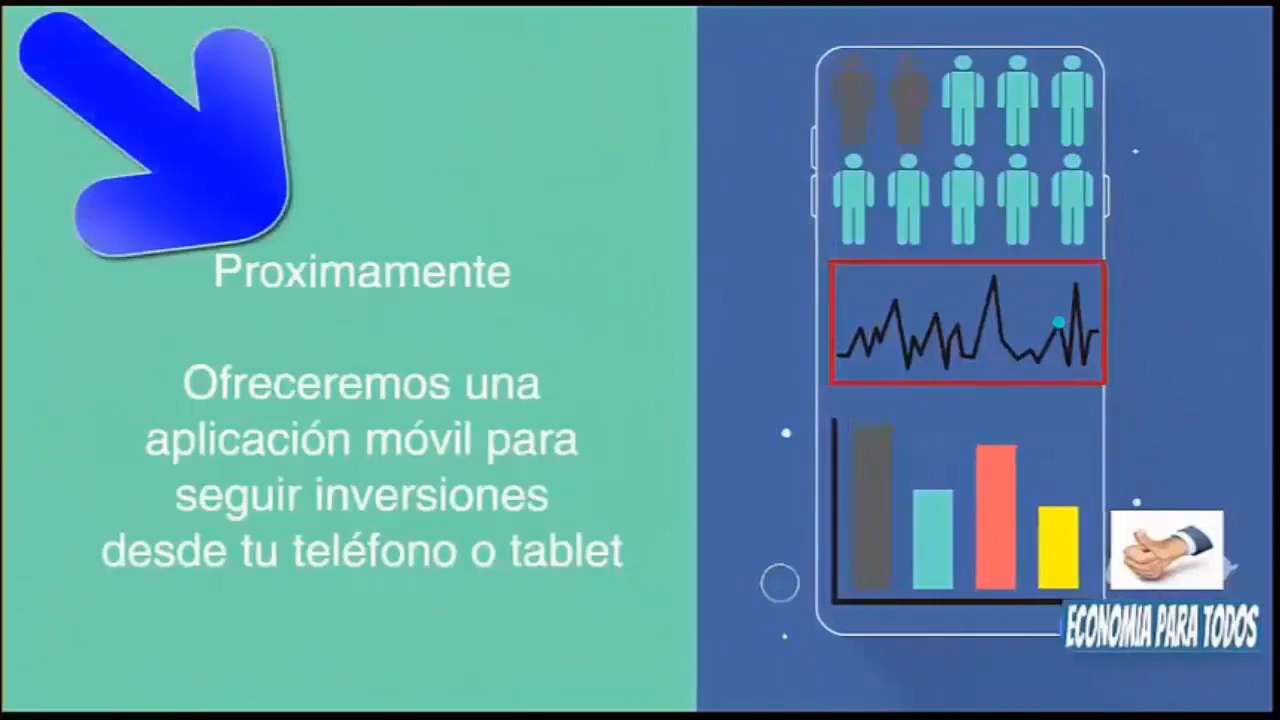 Proximamente
Ofreceremos una
aplicación móvil para
seguir inversiones
desde tu teléfono o tablet
ECONOMIA PARA TODOS